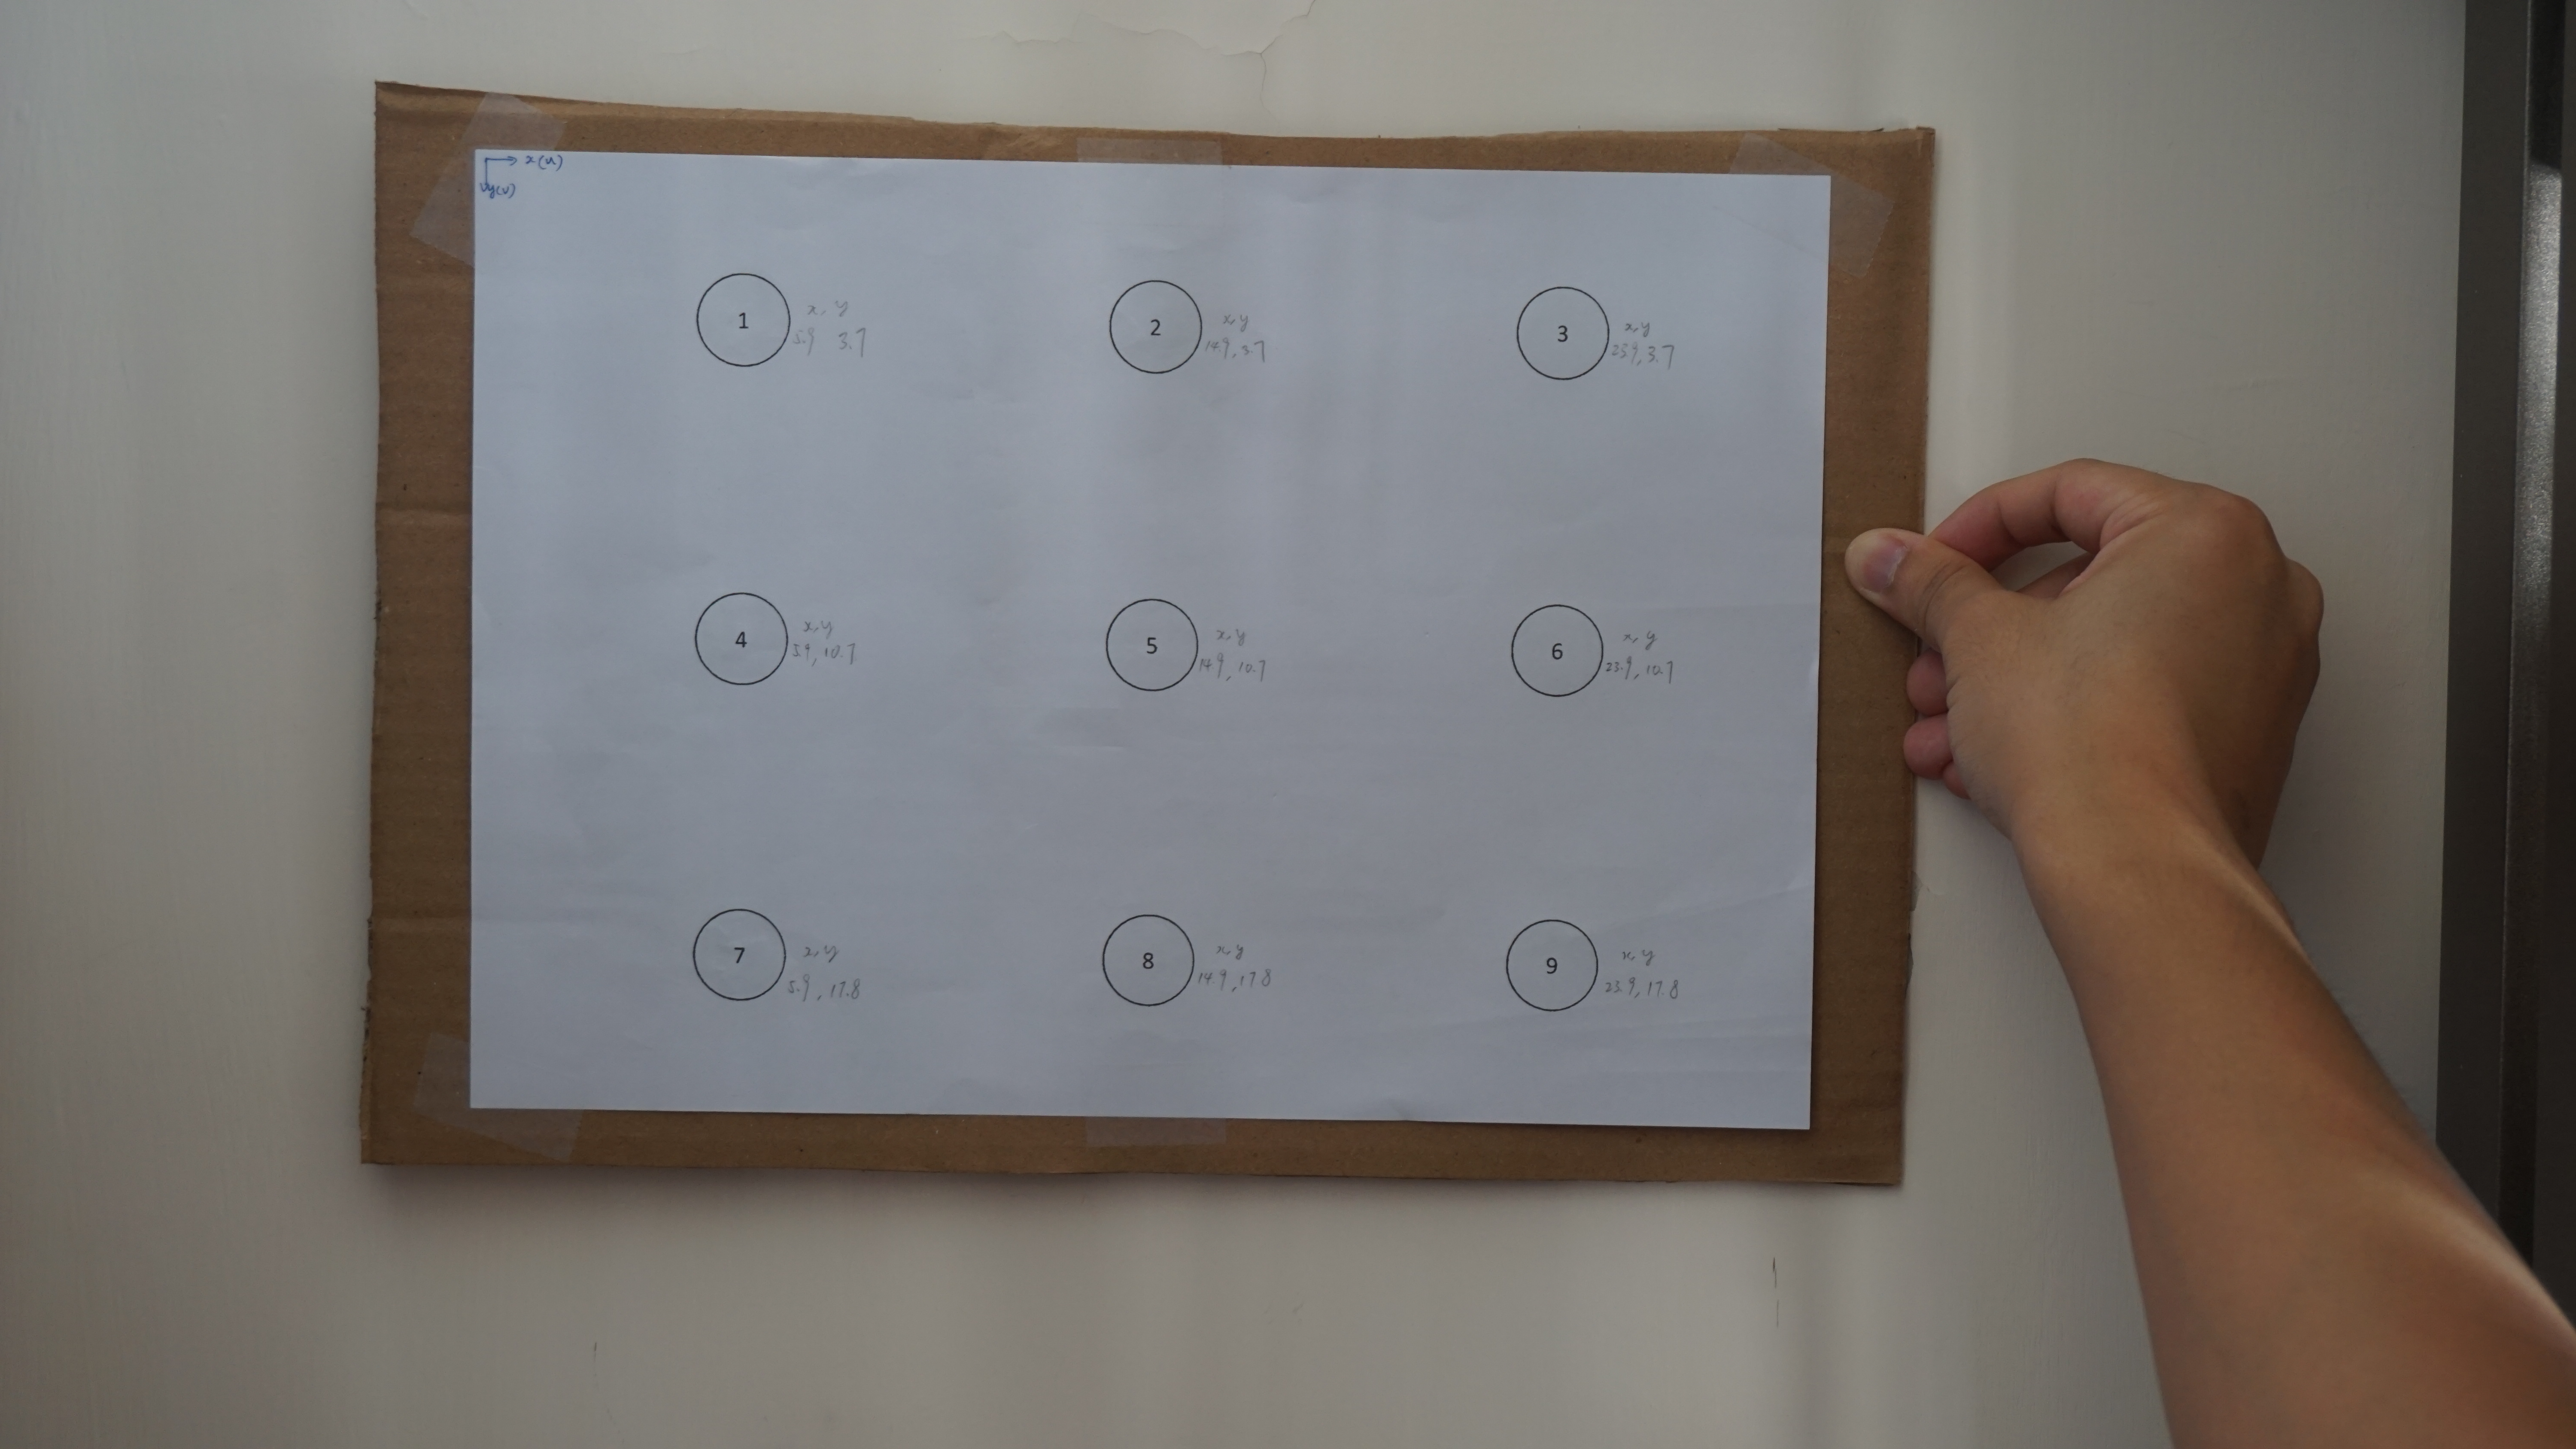 x(u)
y(v)
1 x, y
5.9 3.7
2 x,y
14.9, 3.7
3 x,y
23.9, 3.7
4 x,y
5.9, 10.7
5 x,y
14.9, 10.7
6 x, y
23.9, 10.7
7 x,y
5.9, 17.8
8 x,y
14.9, 17.8
9 x,y
23.9, 17.8